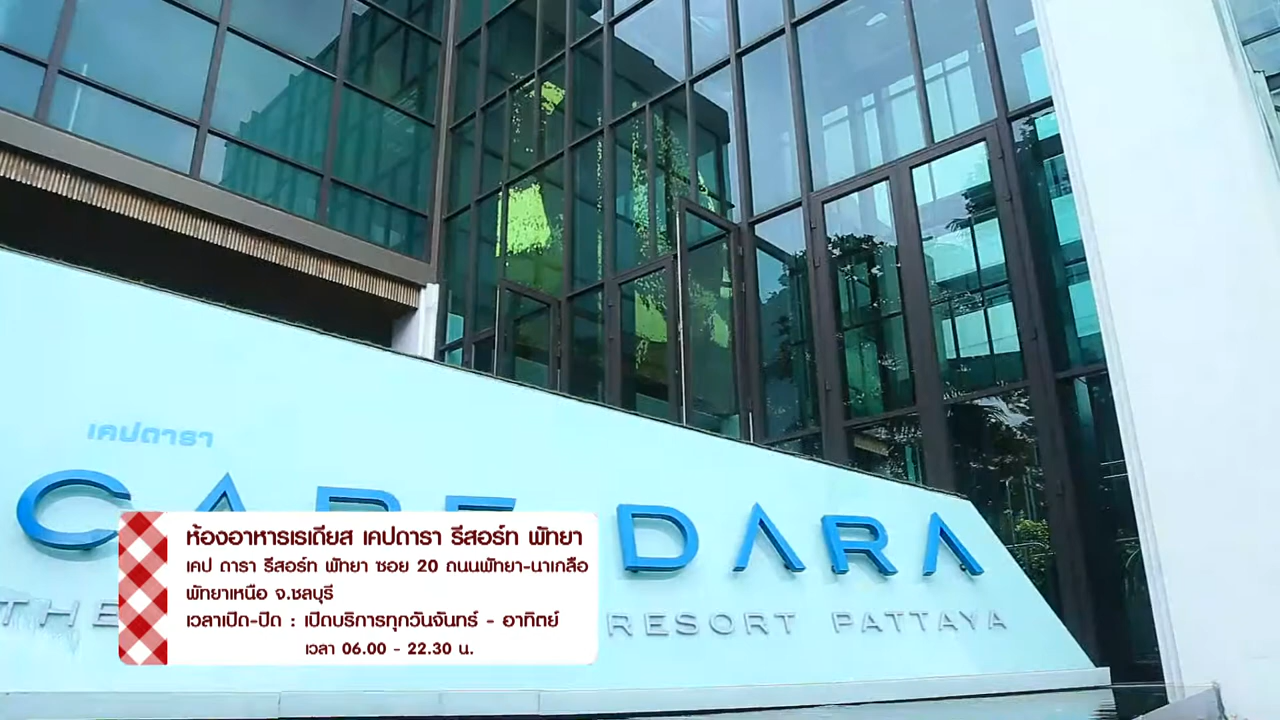 เคปดารา
CAPE DARA
THE RESORT PATTAYA
ห้องอาหารเรเดียส เคปดารา รีสอร์ท พัทยา
เคป ดารา รีสอร์ท พัทยา ซอย 20 ถนนพัทยา-นาเกลือ
พัทยาเหนือ จ.ชลบุรี
เวลาเปิด-ปิด : เปิดบริการทุกวันจันทร์ - อาทิตย์
เวลา 06.00 - 22.30 น.